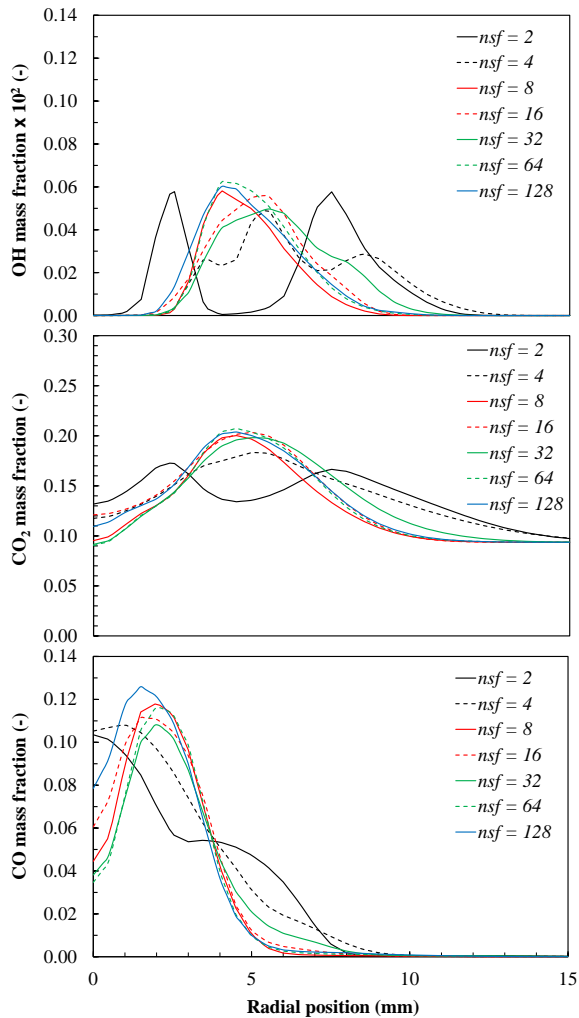 0.14
0.12
0.10
0.08
0.06
0.04
0.02
0.00
OH mass fraction x 10² (-)
nsf = 2
nsf = 4
nsf = 8
nsf = 16
nsf = 32
nsf = 64
nsf = 128
0.30
0.25
0.20
0.15
0.10
0.05
0.00
CO₂ mass fraction (-)
nsf = 2
nsf = 4
nsf = 8
nsf = 16
nsf = 32
nsf = 64
nsf = 128
0.14
0.12
0.10
0.08
0.06
0.04
0.02
0.00
CO mass fraction (-)
nsf = 2
nsf = 4
nsf = 8
nsf = 16
nsf = 32
nsf = 64
nsf = 128
0 5 10 15
Radial position (mm)